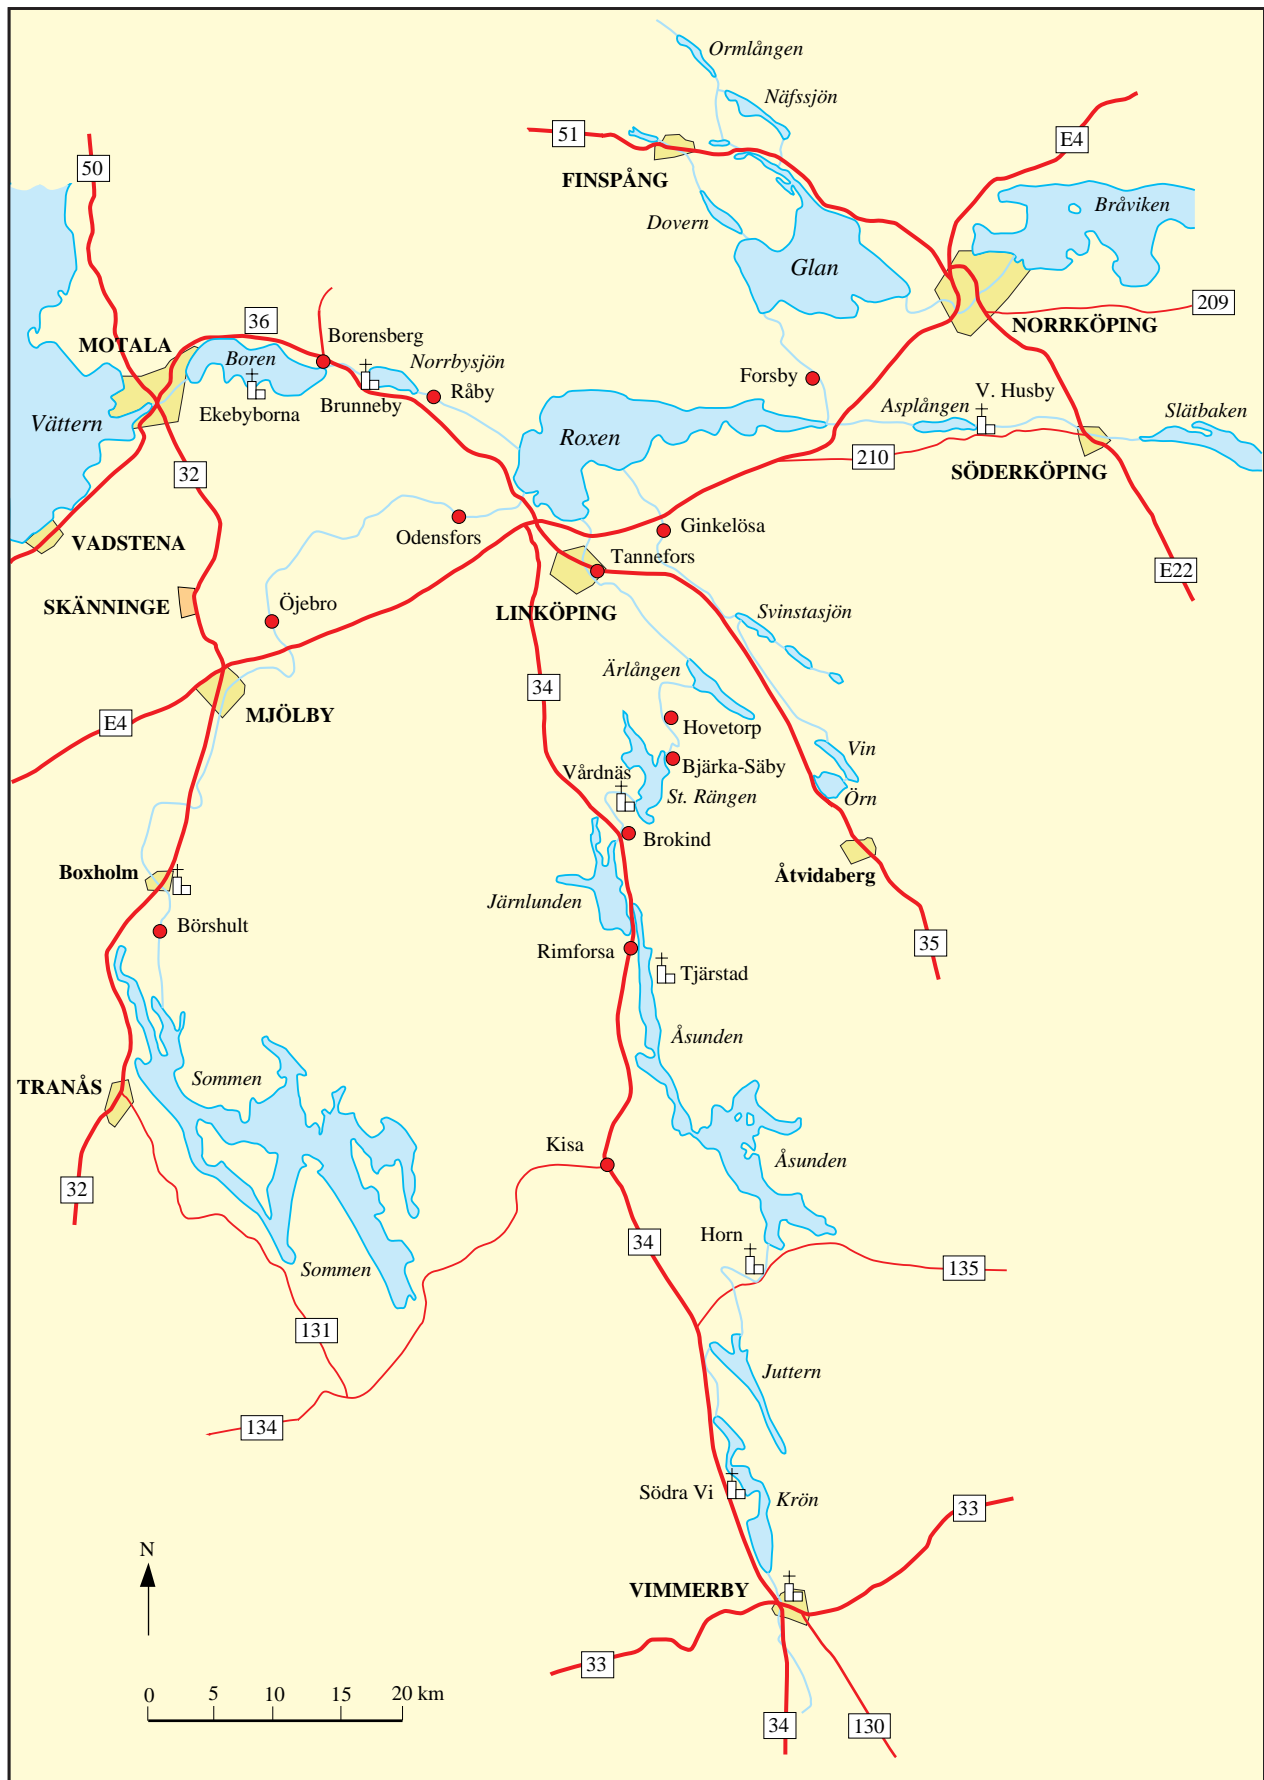 Ormlången
Näfssjön
51
E4
50
FINSPÅNG
Bråviken
Dovern
Glan
209
36
NORRKÖPING
Borensberg
MOTALA
Boren
Norrbysjön
Forsby
V. Husby
Råby
Brunneby
Asplången
Slätbaken
Ekebyborna
Vättern
Roxen
210
32
SÖDERKÖPING
Ginkelösa
Odensfors
VADSTENA
Tannefors
E22
SKÄNNINGE
Öjebro
LINKÖPING
Svinstasjön
Ärlången
34
MJÖLBY
E4
Hovetorp
Vin
Bjärka-Säby
Vårdnäs
St. Rängen
Örn
Brokind
Boxholm
Åtvidaberg
Järnlunden
Börshult
35
Rimforsa
Tjärstad
Åsunden
Sommen
TRANÅS
Kisa
Åsunden
32
Horn
34
Sommen
135
131
Juttern
134
Södra Vi
Krön
33
N
VIMMERBY
33
0 5 10 15 20 km
34
130